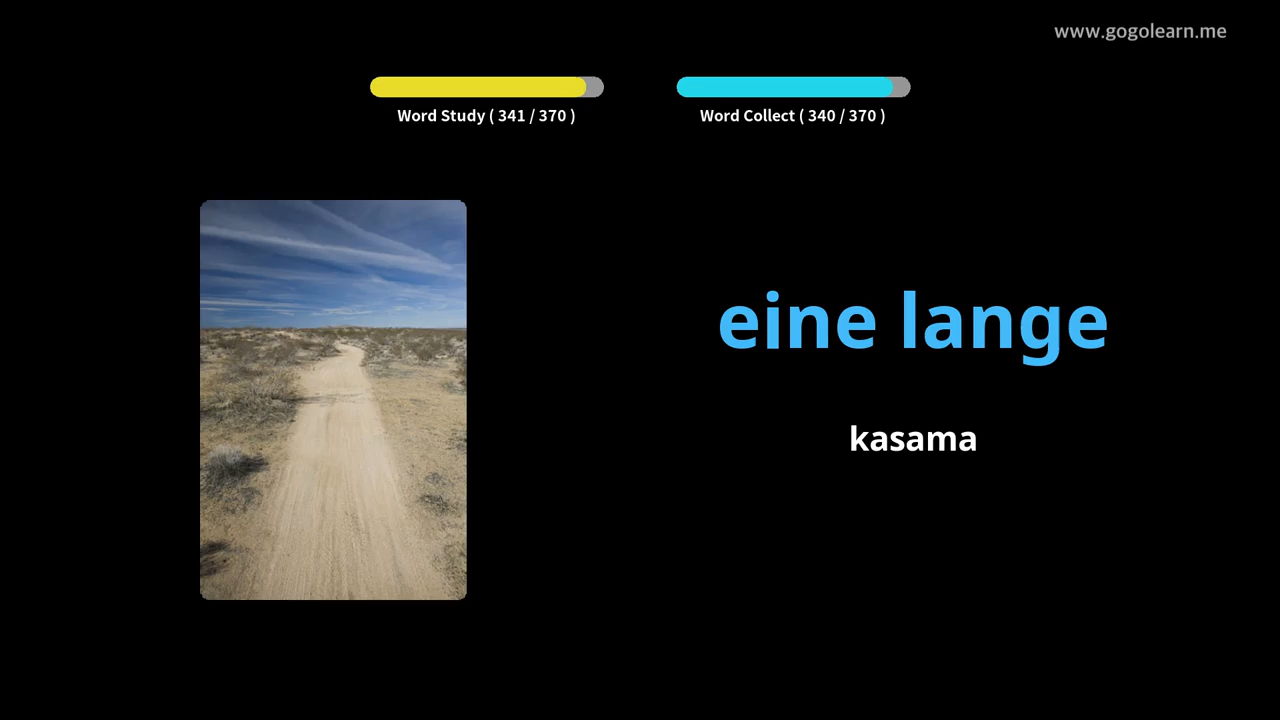 www.gogolearn.me
Word Study ( 341 / 370 )
Word Collect ( 340 / 370 )
eine lange
kasama